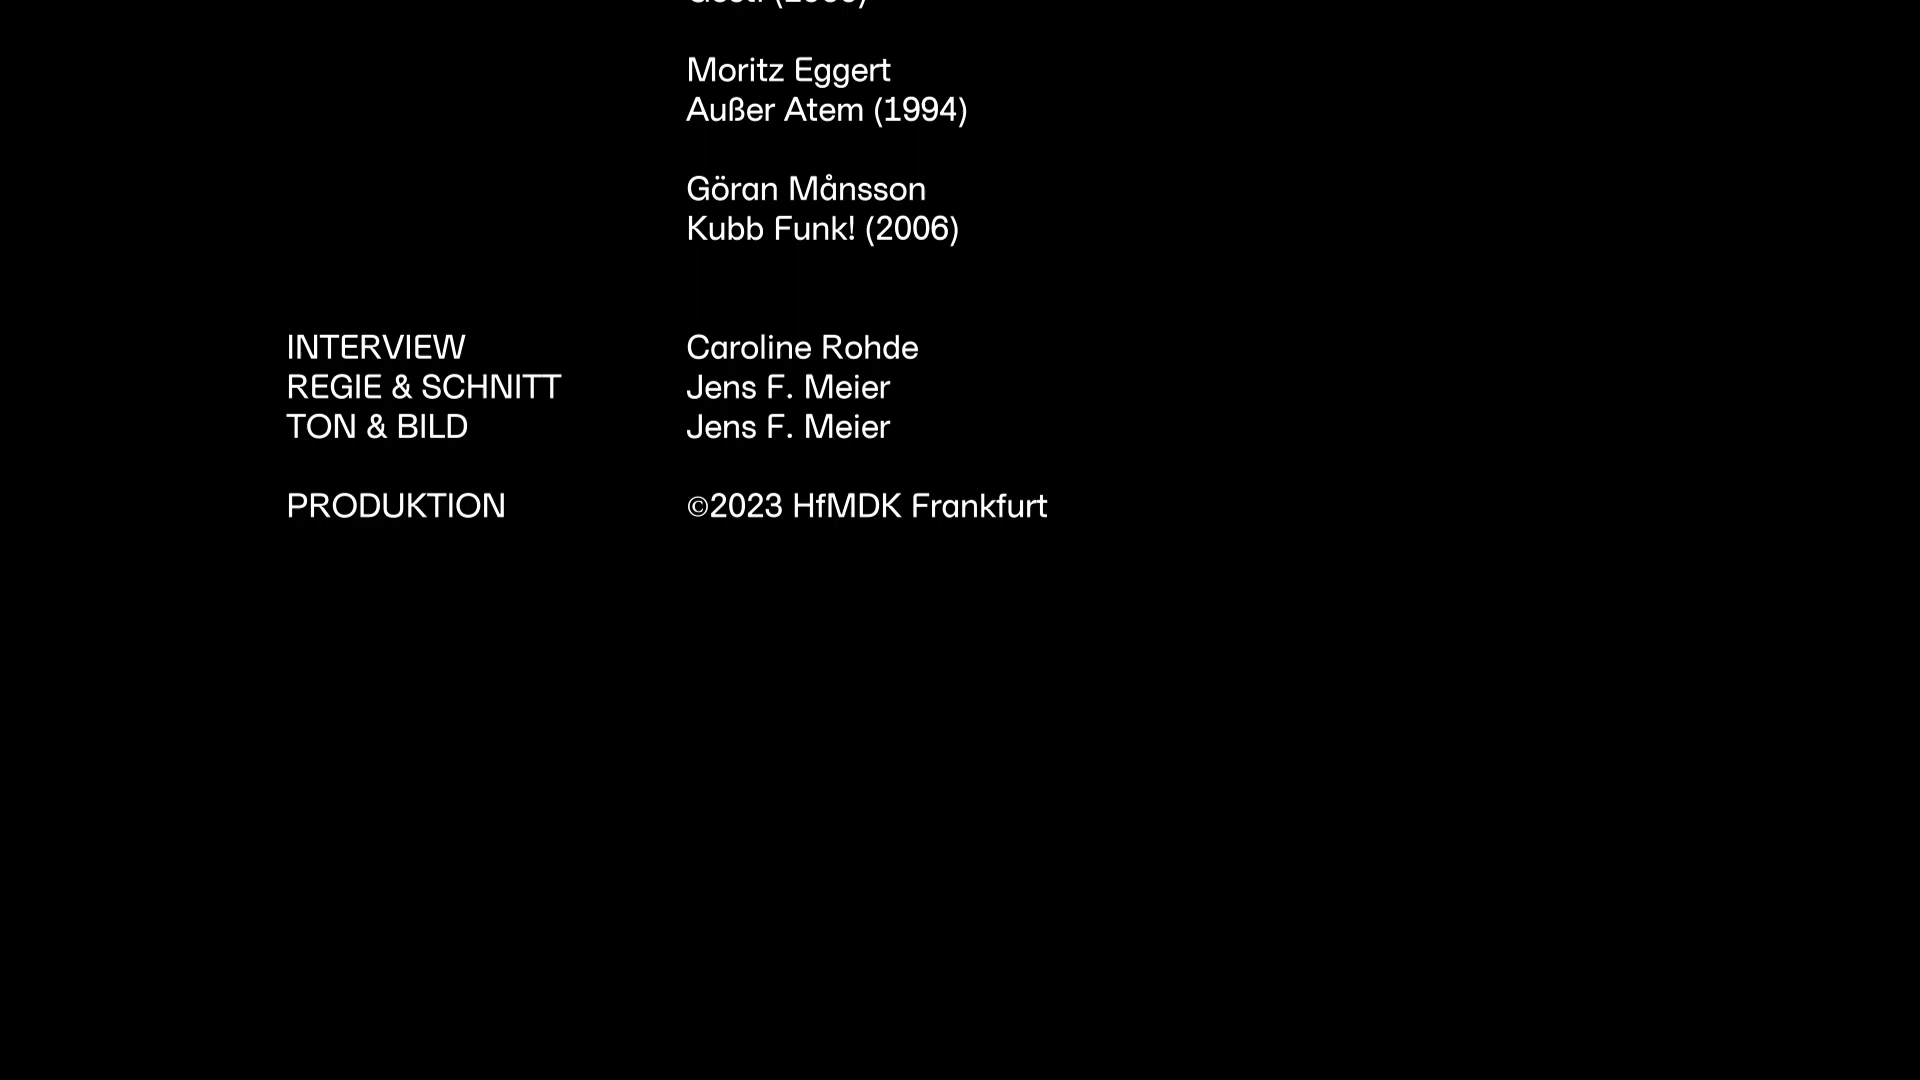 Moritz Eggert
Außer Atem (1994)
Göran Månsson
Kubb Funk! (2006)
INTERVIEW Caroline Rohde
REGIE & SCHNITT Jens F. Meier
TON & BILD Jens F. Meier
PRODUKTION ©2023 HfMDK Frankfurt